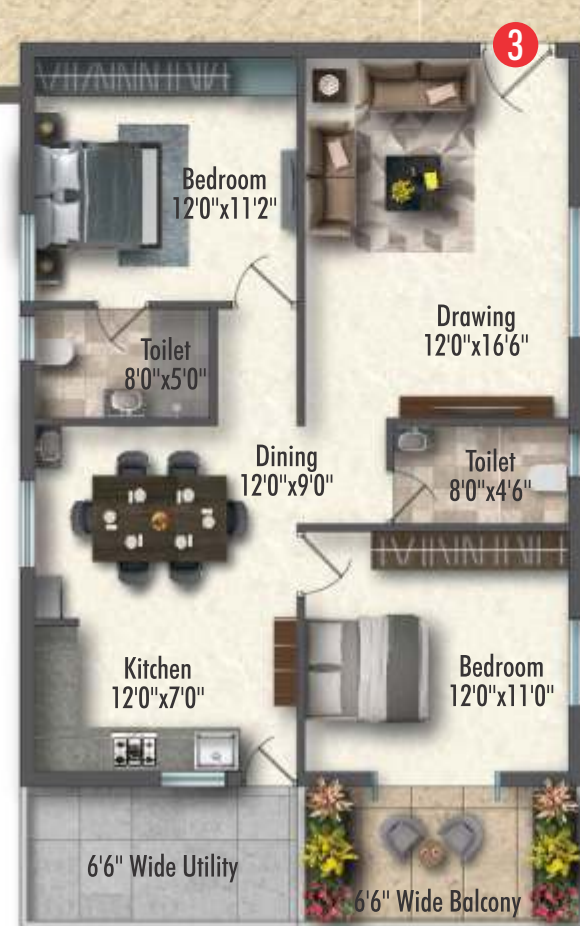 3
Bedroom
12'0"x11'2"
Drawing
12'0"x16'6"
Toilet
8'0"x5'0"
Dining
12'0"x9'0"
Toilet
8'0"x4'6"
Kitchen
12'0"x7'0"
Bedroom
12'0"x11'0"
6'6" Wide Utility
6'6" Wide Balcony